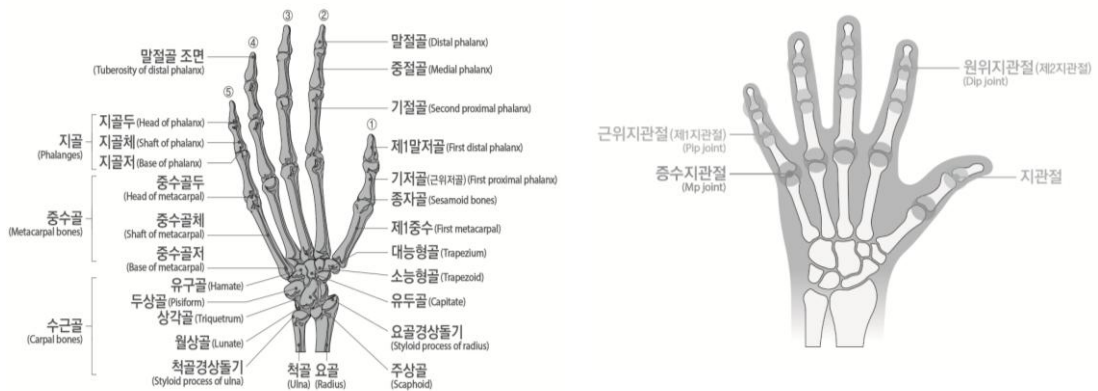 ③
②
④
말절골 조면
(Tuberosity of distal phalanx)
말절골 (Distal phalanx)
중절골 (Medial phalanx)
기절골 (Second proximal phalanx)
⑤
①
지골
(Phalanges)
지골두 (Head of phalanx)
지골체 (Shaft of phalanx)
지골저 (Base of phalanx)
제1말저골 (First distal phalanx)
기저골 (근위저골) (First proximal phalanx)
종자골 (Sesamoid bones)
제1중수 (First metacarpal)
대능형골 (Trapezium)
소능형골 (Trapezoid)
유두골 (Capitate)
요골경상돌기
(Styloid process of radius)
주상골
(Scaphoid)
중수골
(Metacarpal bones)
중수골두
(Head of metacarpal)
중수골체
(Shaft of metacarpal)
중수골저
(Base of metacarpal)
수근골
(Carpal bones)
유구골 (Hamate)
두상골 (Pisiform)
삼각골 (Triquetrum)
월상골 (Lunate)
척골경상돌기
(Styloid process of ulna)
척골
(Ulna)
요골
(Radius)
원위지관절 (제2지관절)
(Dip joint)
근위지관절 (제1지관절)
(Pip joint)
중수지관절
(Mp joint)
지관절